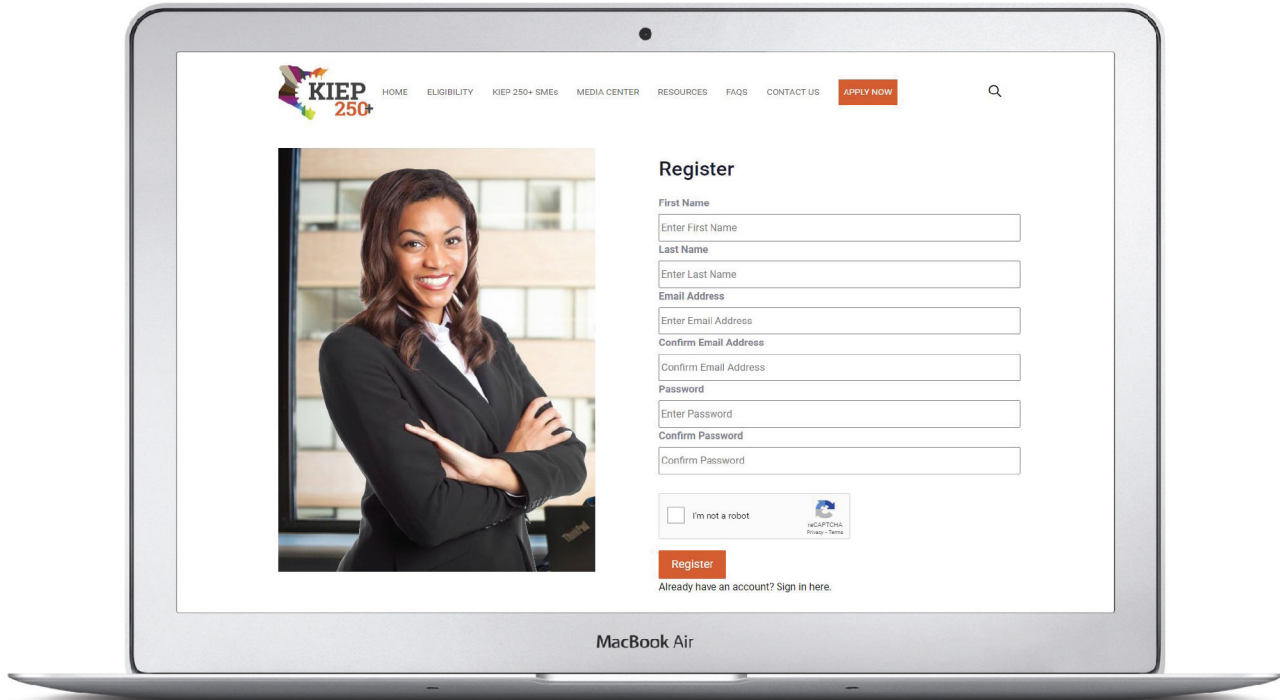 KIEP
250+
HOME ELIGIBILITY KIEP 250+ SMEs MEDIA CENTER RESOURCES FAQS CONTACT US APPLY NOW
Register
First Name
Enter First Name
Last Name
Enter Last Name
Email Address
Enter Email Address
Confirm Email Address
Confirm Email Address
Password
Enter Password
Confirm Password
Confirm Password
I'm not a robot
reCAPTCHA
Privacy - Terms
Register
Already have an account? Sign in here.
ThinkPad
MacBook Air